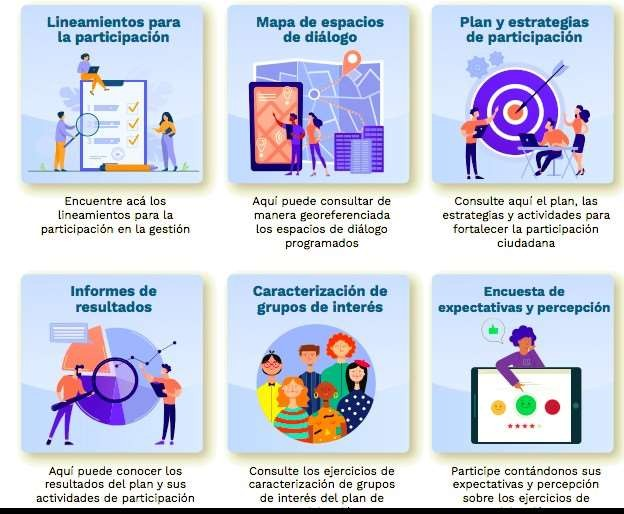 Lineamientos para
la participación
Encuentre acá los
lineamientos para la
participación en la gestión
Mapa de espacios
de diálogo
Aquí puede consultar de
manera georeferenciada
los espacios de diálogo
programados
Plan y estrategias
de participación
Consulte aquí el plan, las
estrategias y actividades para
fortalecer la participación
ciudadana
Informes de
resultados
Aquí puede conocer los
resultados del plan y sus
actividades de participación
Caracterización de
grupos de interés
Consulte los ejercicios de
caracterización de grupos
de interés del plan de
Encuesta de
expectativas y percepción
Participe contándonos sus
expectativas y percepción
sobre los ejercicios de